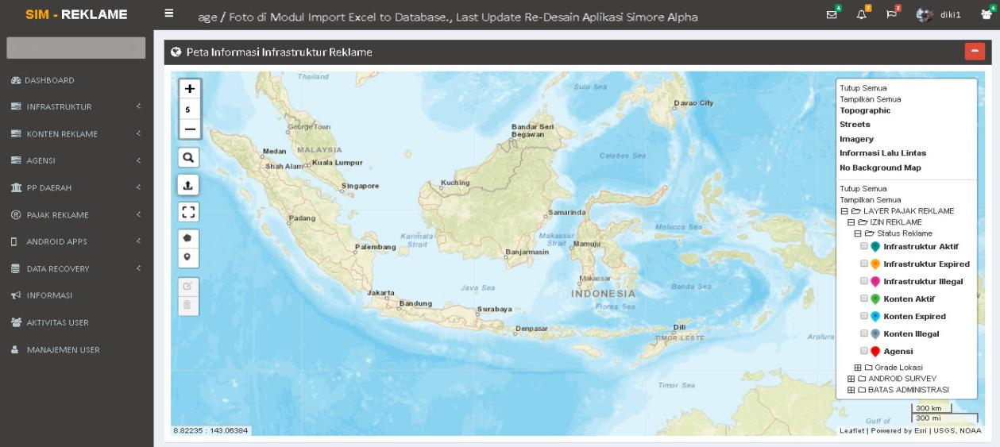 SIM - REKLAME
age / Foto di Modul Import Excel to Database., Last Update Re-Desain Aplikasi Simore Alpha
4
7
2
diki1
4
DASHBOARD
INFRASTRUKTUR
KONTEN REKLAME
AGENSI
PP DAERAH
PAJAK REKLAME
ANDROID APPS
DATA RECOVERY
INFORMASI
AKTIVITAS USER
MANAJEMEN USER
Peta Informasi Infrastruktur Reklame
+
5
−
Thailand
Sulu Sea
Davao City
George Town
Bandar Seri
Begawan
Medan
MALAYSIA
Celebes Sea
Shah Alam
Kuala Lumpur
Singapore
Kuching
Padang
Samarinda
Molucca Sea
Karimata
Strait
Makassar
Strait
Mamuju
Palembang
Banjarmasin
Makassar
Java Sea
Banda Sea
Jakarta
INDONESIA
Bandung
Surabaya
Flores Sea
Denpasar
Dili
TIMOR LESTE
Arafura
Timor Sea
Gulf of
Tutup Semua
Tampilkan Semua
Topographic
Streets
Imagery
Informasi Lalu Lintas
No Background Map
Tutup Semua
Tampilkan Semua
LAYER PAJAK REKLAME
IZIN REKLAME
Status Reklame
Infrastruktur Aktif
Infrastruktur Expired
Infrastruktur Illegal
Konten Aktif
Konten Expired
Konten Illegal
Agensi
Grade Lokasi
ANDROID SURVEY
BATAS ADMINISTRASI
300 km
300 mi
8.82235 : 143.06384
Leaflet | Powered by Esri | USGS, NOAA